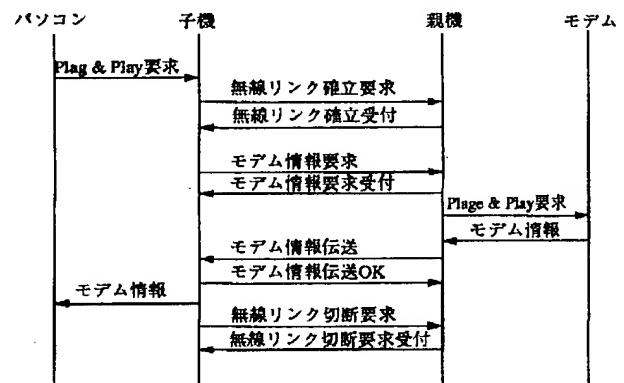 パソコン 子機 親機 モデム
Plag & Play要求
無線リンク確立要求
無線リンク確立受付
モデム情報要求
モデム情報要求受付
Plage & Play要求
モデム情報
モデム情報伝送
モデム情報伝送OK
モデム情報
無線リンク切断要求
無線リンク切断要求受付